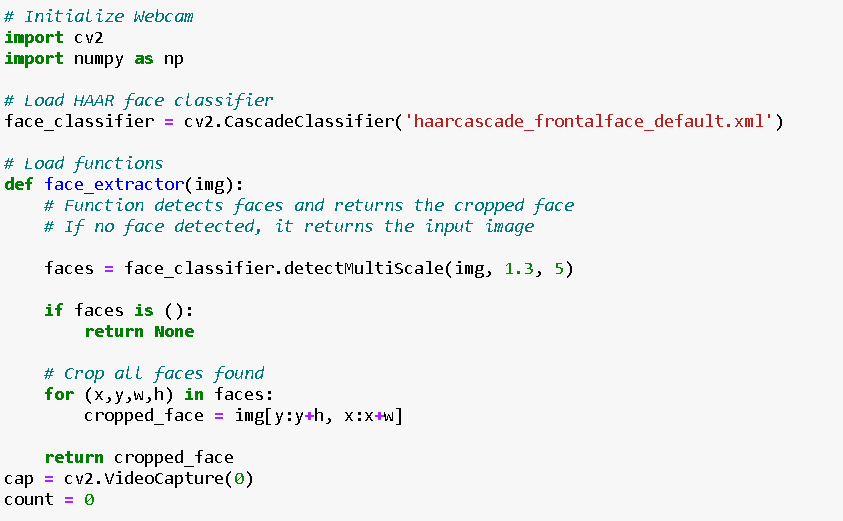 # Initialize Webcam
import cv2
import numpy as np

# Load HAAR face classifier
face_classifier = cv2.CascadeClassifier('haarcascade_frontalface_default.xml')

# Load functions
def face_extractor(img):
    # Function detects faces and returns the cropped face
    # If no face detected, it returns the input image

    faces = face_classifier.detectMultiScale(img, 1.3, 5)

    if faces is ():
        return None

    # Crop all faces found
    for (x,y,w,h) in faces:
        cropped_face = img[y:y+h, x:x+w]

    return cropped_face
cap = cv2.VideoCapture(0)
count = 0